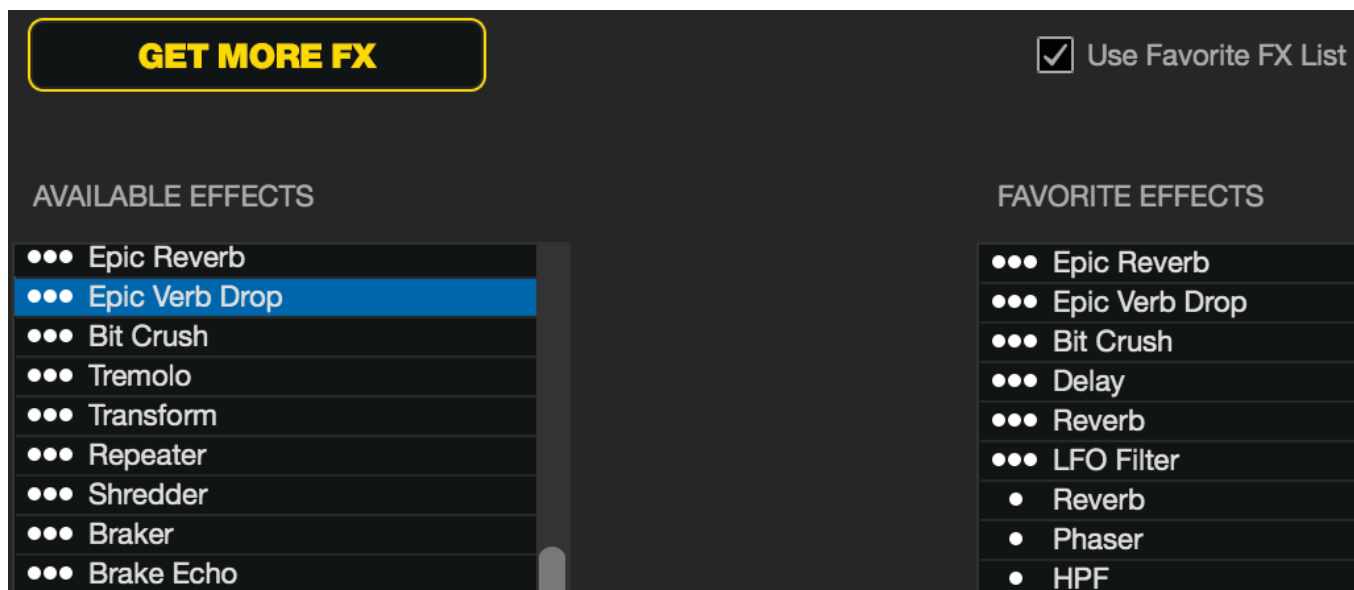 GET MORE FX
Use Favorite FX List
AVAILABLE EFFECTS
Epic Reverb
Epic Verb Drop
Bit Crush
Tremolo
Transform
Repeater
Shredder
Braker
Brake Echo
FAVORITE EFFECTS
Epic Reverb
Epic Verb Drop
Bit Crush
Delay
Reverb
LFO Filter
Reverb
Phaser
HPF